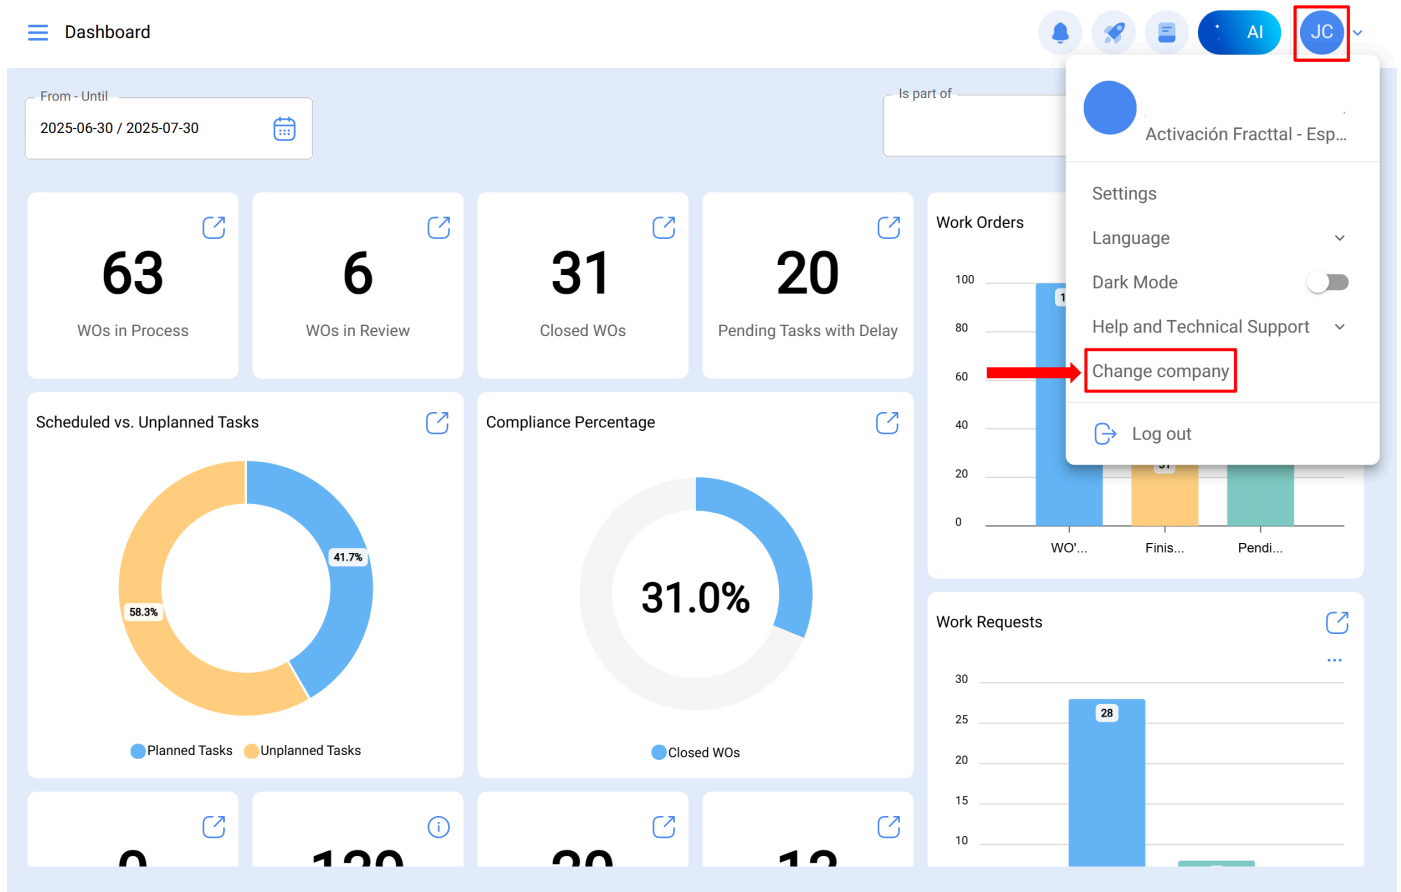 Dashboard
AI
JC
From - Until
2025-06-30 / 2025-07-30
Is part of
Activación Fracttal - Esp...
Settings
Language
Dark Mode
Help and Technical Support
Change company
Log out
63
WOs in Process
6
WOs in Review
31
Closed WOs
20
Pending Tasks with Delay
Work Orders
100
80
60
40
20
0
31
WO'...
Finis...
Pendi...
Scheduled vs. Unplanned Tasks
41.7%
58.3%
Planned Tasks
Unplanned Tasks
Compliance Percentage
31.0%
Closed WOs
Work Requests
30
25
20
15
10
28